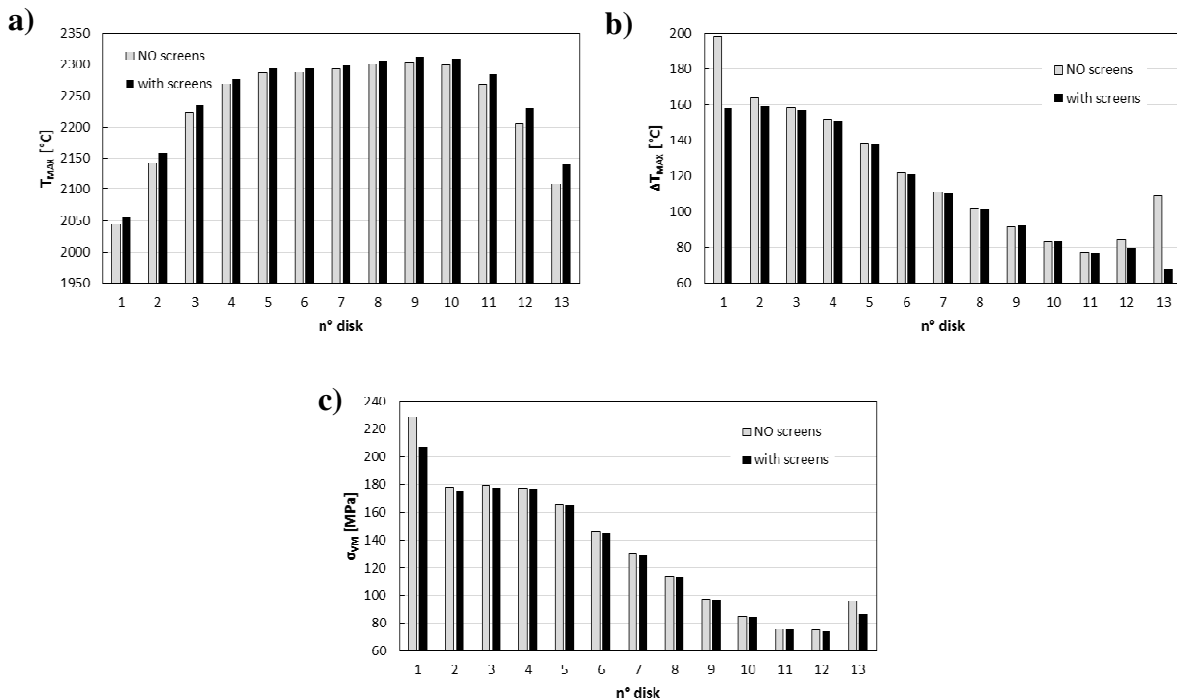 a)
2350
2300
2250
2200
2150
2100
2050
2000
1950
T_MAX [°C]
NO screens
with screens
1 2 3 4 5 6 7 8 9 10 11 12 13
n° disk
b)
200
180
160
140
120
100
80
60
ΔT_MAX [°C]
NO screens
with screens
1 2 3 4 5 6 7 8 9 10 11 12 13
n° disk
c)
240
220
200
180
160
140
120
100
80
60
σ_VM [MPa]
NO screens
with screens
1 2 3 4 5 6 7 8 9 10 11 12 13
n° disk